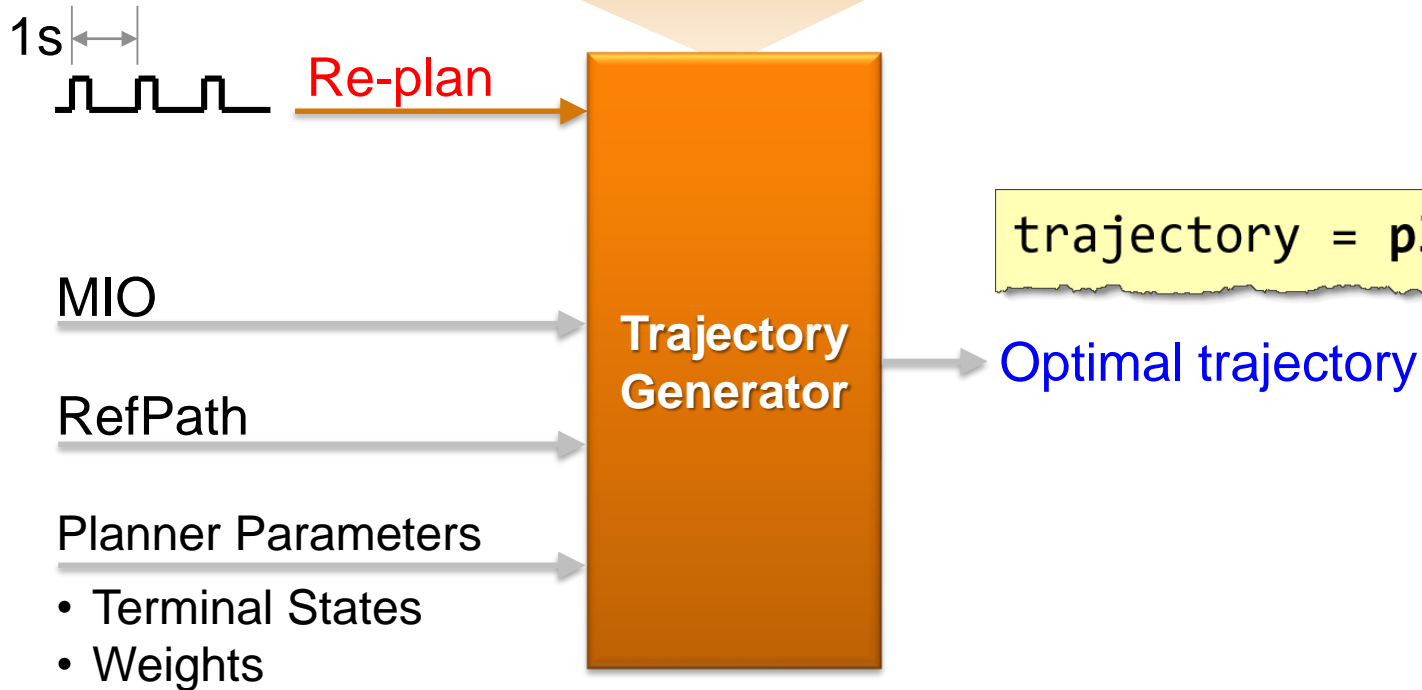 1s
Re-plan
MIO
RefPath
Planner Parameters
• Terminal States
• Weights
Trajectory
Generator
trajectory = 
Optimal trajectory